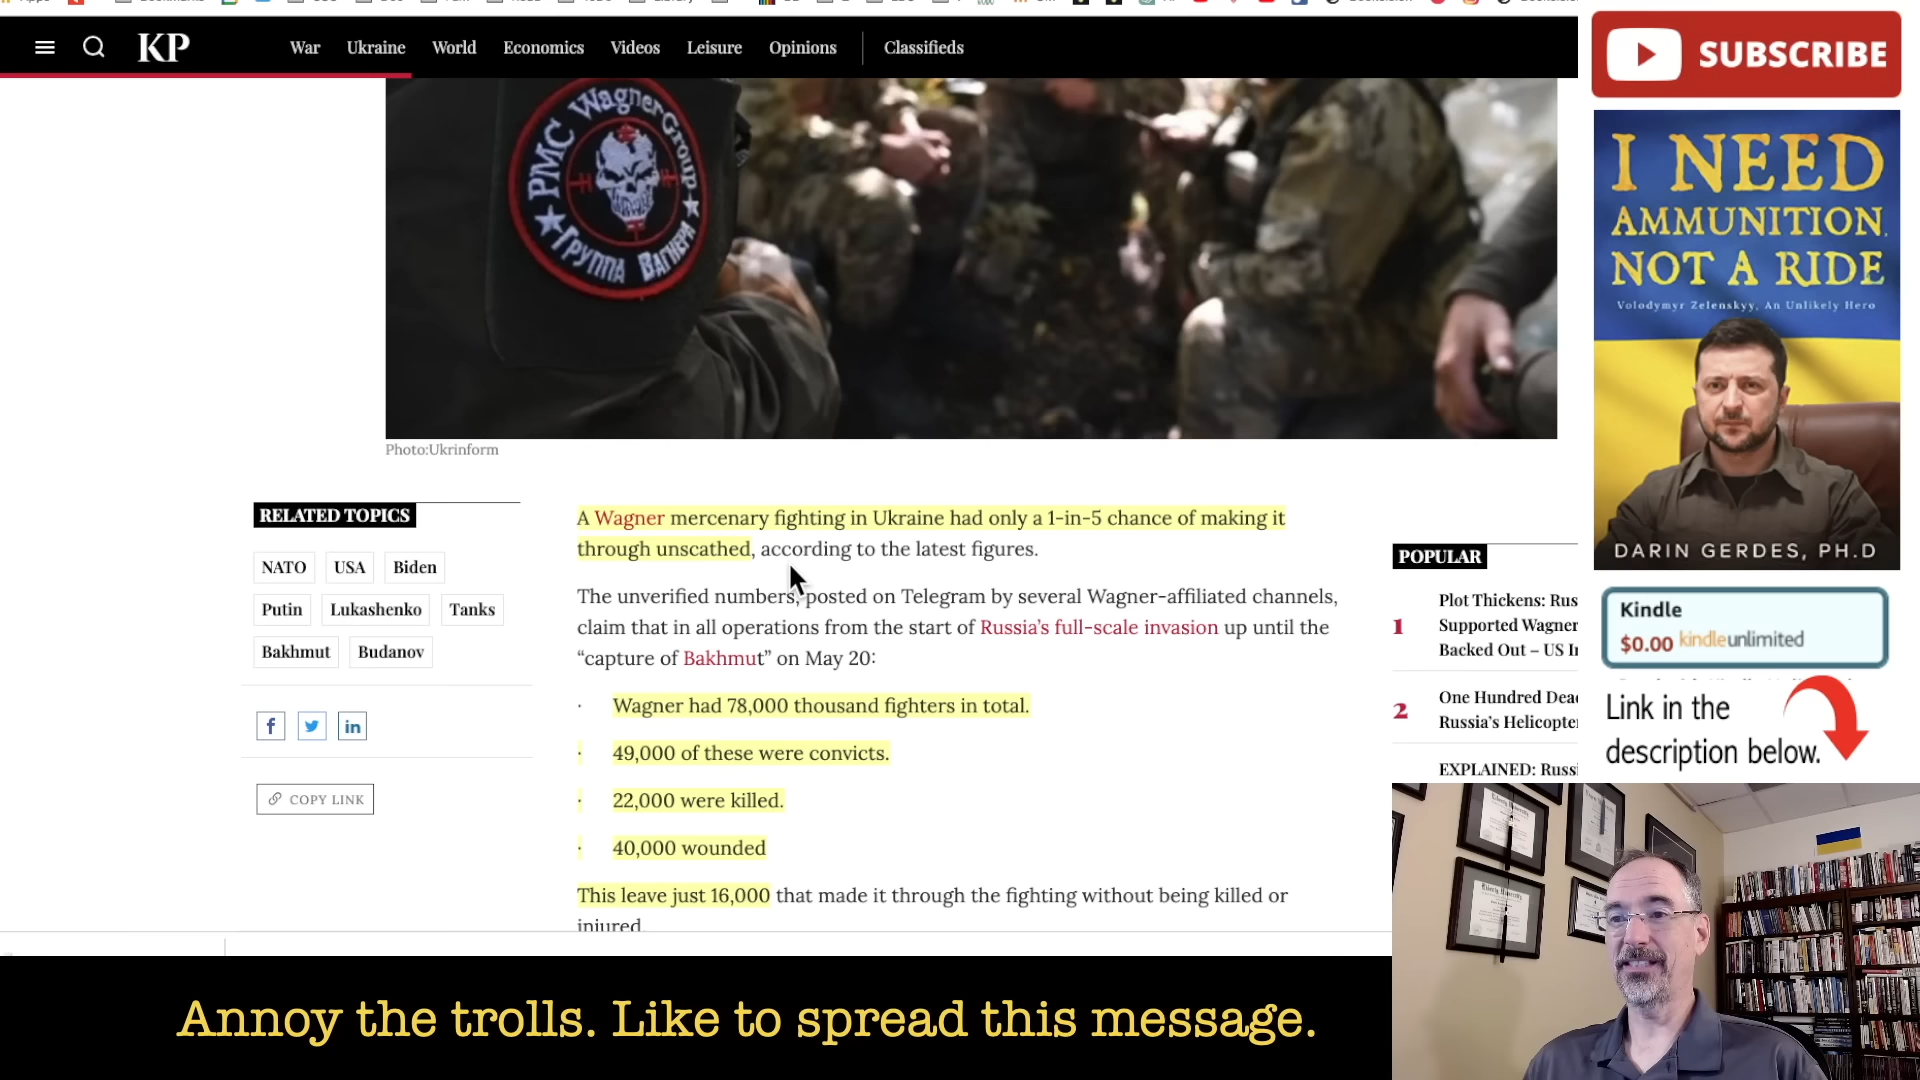 Apps
KP
War
Ukraine
World
Economics
Videos
Leisure
Opinions
Classifieds
SUBSCRIBE
PMC Wagner Group
Группа Вагнера
Photo:Ukrinform
I NEED
AMMUNITION,
NOT A RIDE
Volodymyr Zelenskyy, An Unlikely Hero
DARIN GERDES, PH.D
RELATED TOPICS
NATO
USA
Biden
Putin
Lukashenko
Tanks
Bakhmut
Budanov
COPY LINK
A Wagner mercenary fighting in Ukraine had only a 1-in-5 chance of making it
through unscathed, according to the latest figures.
The unverified numbers, posted on Telegram by several Wagner-affiliated channels,
claim that in all operations from the start of Russia's full-scale invasion up until the
“capture of Bakhmut” on May 20:
· Wagner had 78,000 thousand fighters in total.
· 49,000 of these were convicts.
· 22,000 were killed.
· 40,000 wounded
This leave just 16,000 that made it through the fighting without being killed or
injured.
POPULAR
1
Plot Thickens: Rus
Supported Wagner
Backed Out – US
2
One Hundred Dea
Russia's Helicopte
EXPLAINED: Russi
Kindle
$0.00 kindleunlimited
Link in the
description below.
Annoy the trolls. Like to spread this message.